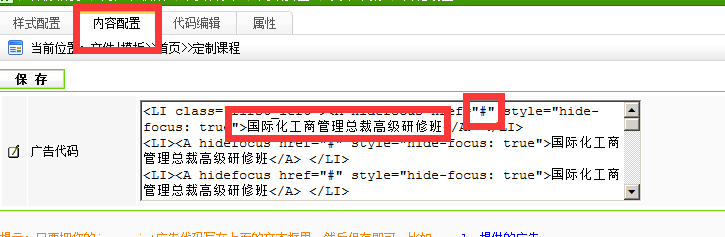 样式配置 内容配置 代码编辑 属性
当前位置: 文件|模板>>首页>>定制课程
保 存
广告代码
<LI class= hidefocus href="#" style="hide-
focus: true">国际化工商管理总裁高级研修班</A> </LI>
<LI><A hidefocus href="#" style="hide-focus: true">国际化工商
管理总裁高级研修班</A> </LI>
<LI><A hidefocus href="#" style="hide-focus: true">国际化工商
管理总裁高级研修班</A> </LI>